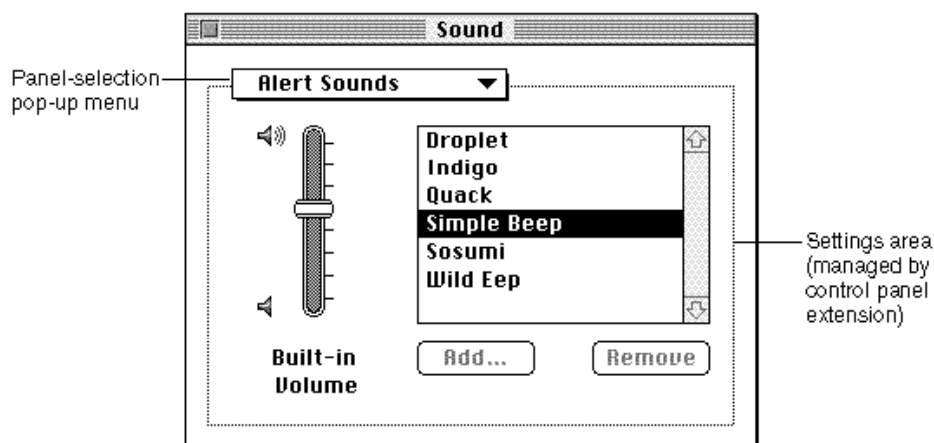 Sound
Panel-selection
pop-up menu
Alert Sounds
Droplet
Indigo
Quack
Simple Beep
Sosumi
Wild Eep
Settings area
(managed by
control panel
extension)
Built-in
Volume
Add...
Remove